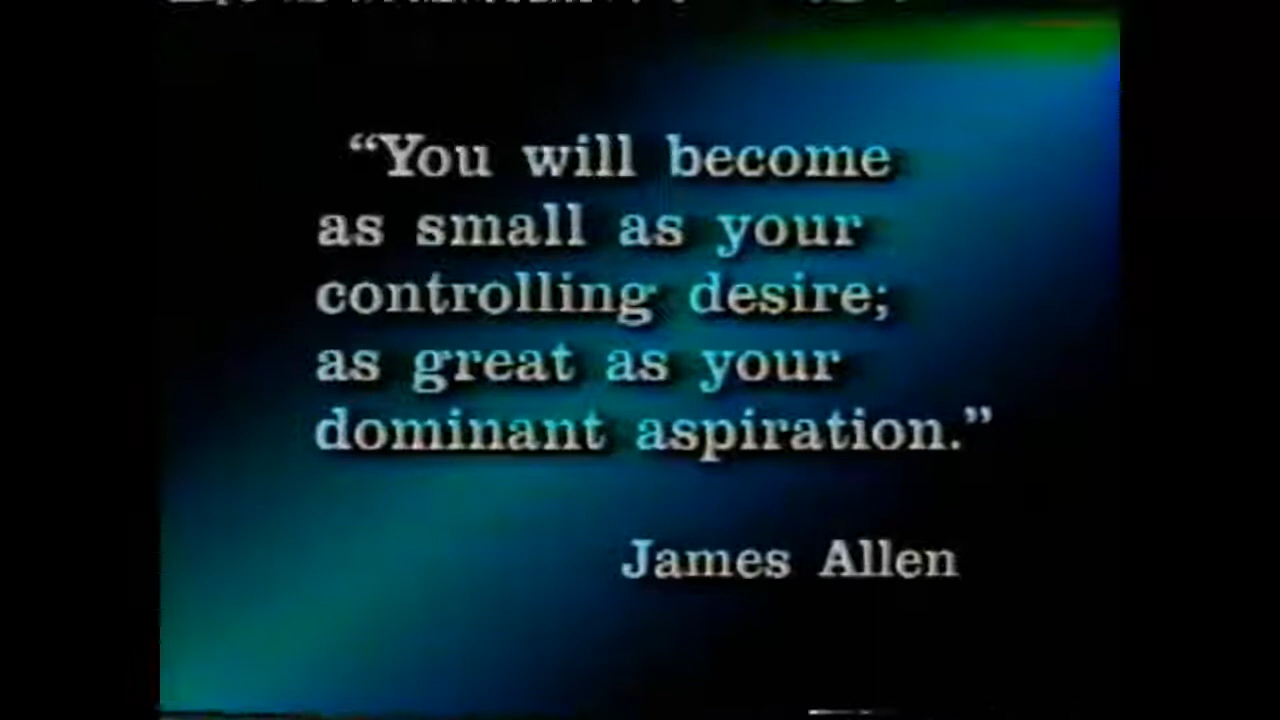 “You will become
as small as your
controlling desire;
as great as your
dominant aspiration.”
James Allen